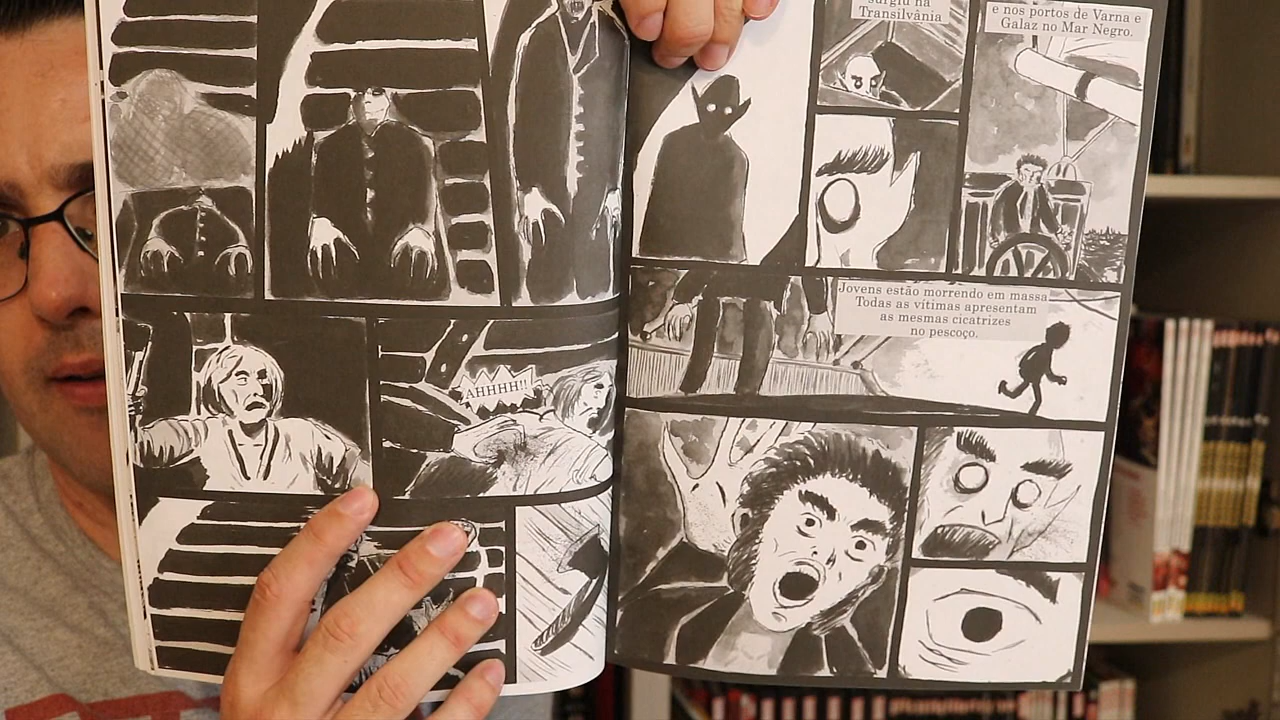 AHHHH!!
surgiu na
Transilvânia
e nos portos de Varna e
Galaz no Mar Negro.
Jovens estão morrendo em massa
Todas as vítimas apresentam
as mesmas cicatrizes
no pescoço.